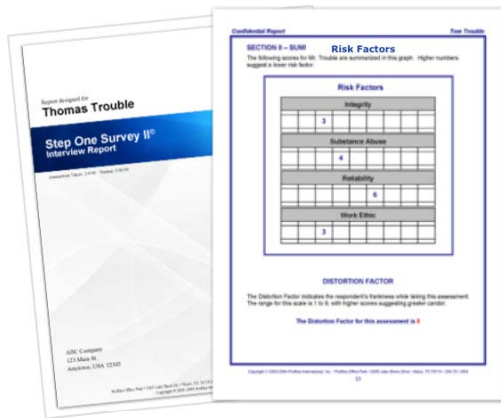 Report designed for
Thomas Trouble
Step One Survey II®
Interview Report
ABC Company
123 Main St.
Anytown, USA 12345
Confidential Report
Tom Trouble
SECTION II – SUM
Risk Factors
The following scores for Mr. Trouble are summarized in this graph. Higher numbers
suggest a lower risk factor.
Risk Factors
Integrity
3
Substance Abuse
4
Reliability
6
Work Ethic
3
DISTORTION FACTOR
The Distortion Factor indicates the respondent's frankness while taking this assessment.
The range for this scale is 1 to 9, with higher scores suggesting greater candor.
The Distortion Factor for this assessment is